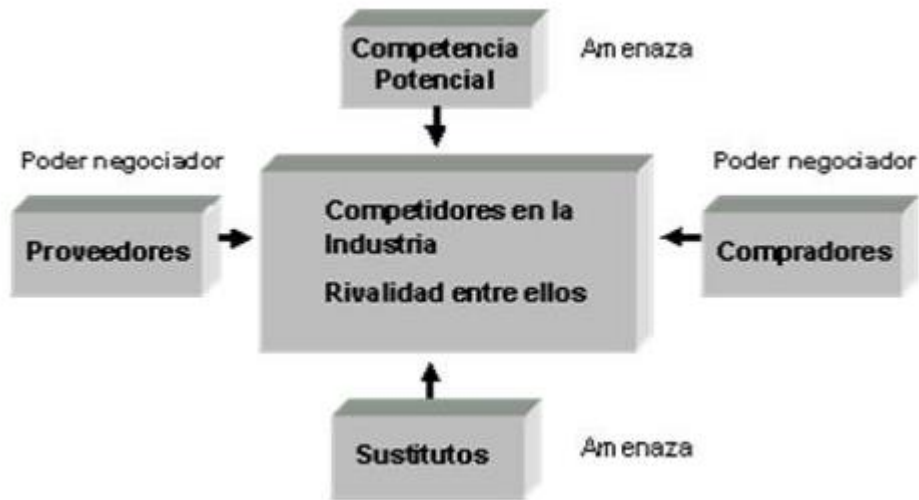 Competencia
Potencial
Amenaza
Poder negociador
Proveedores
Competidores en la
Industria
Rivalidad entre ellos
Poder negociador
Compradores
Sustitutos
Amenaza